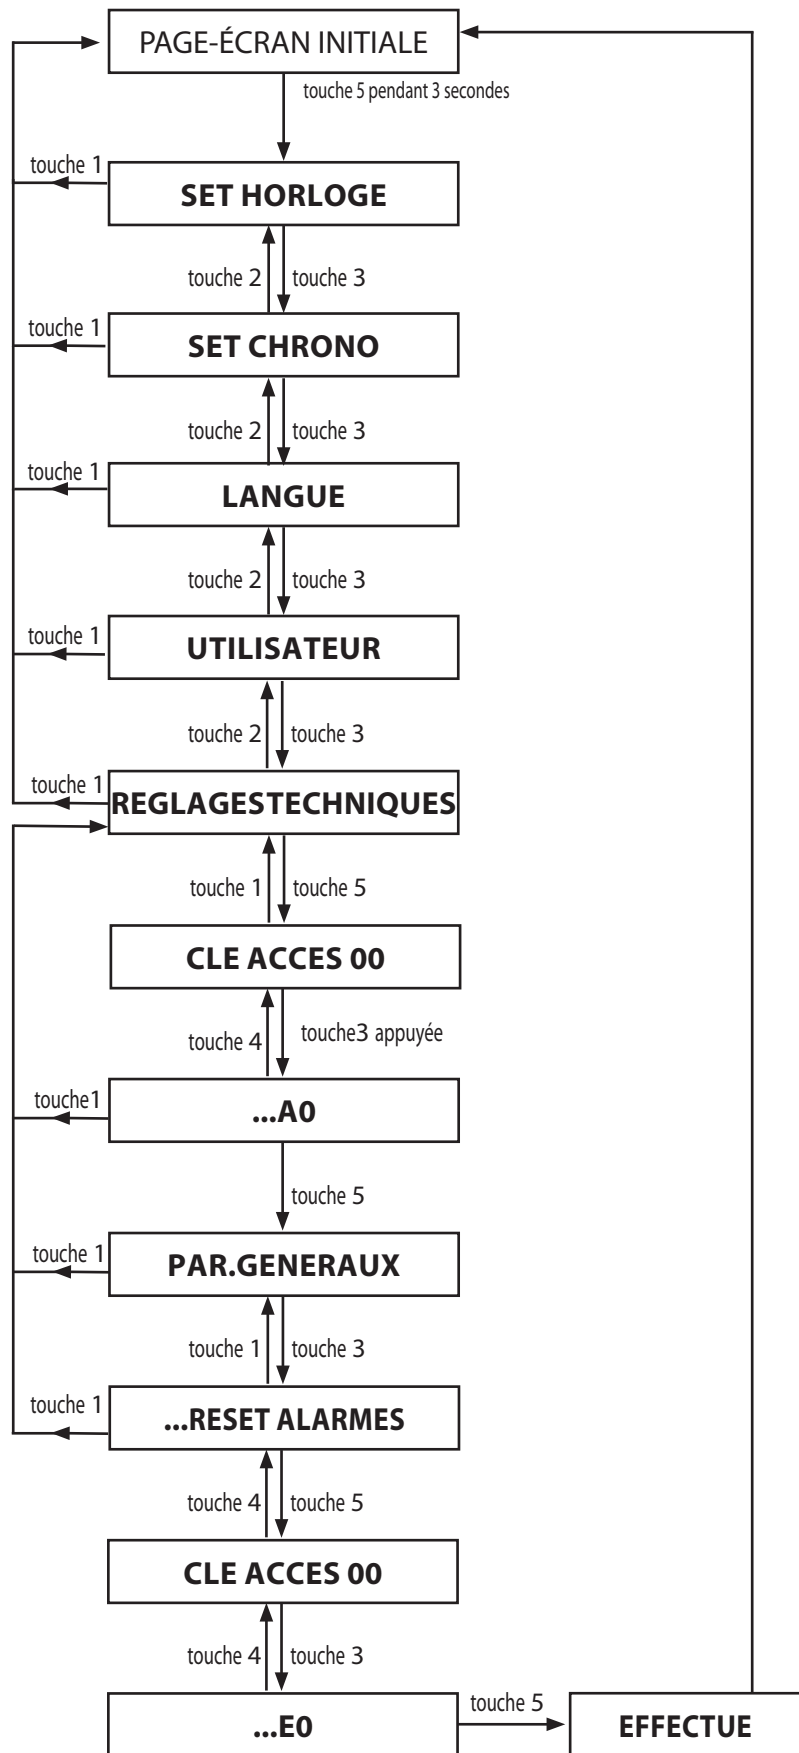 PAGE-ÉCRAN INITIALE
touche 5 pendant 3 secondes
touche 1
SET HORLOGE
touche 2
touche 3
touche 1
SET CHRONO
touche 2
touche 3
touche 1
LANGUE
touche 2
touche 3
touche 1
UTILISATEUR
touche 2
touche 3
touche 1
REGLAGESTECHNIQUES
touche 1
touche 5
CLE ACCES 00
touche 4
touche3 appuyée
touche1
...A0
touche 5
touche 1
PAR.GENERAUX
touche 1
touche 3
touche 1
...RESET ALARMES
touche 4
touche 5
CLE ACCES 00
touche 4
touche 3
...E0
touche 5
EFFECTUE